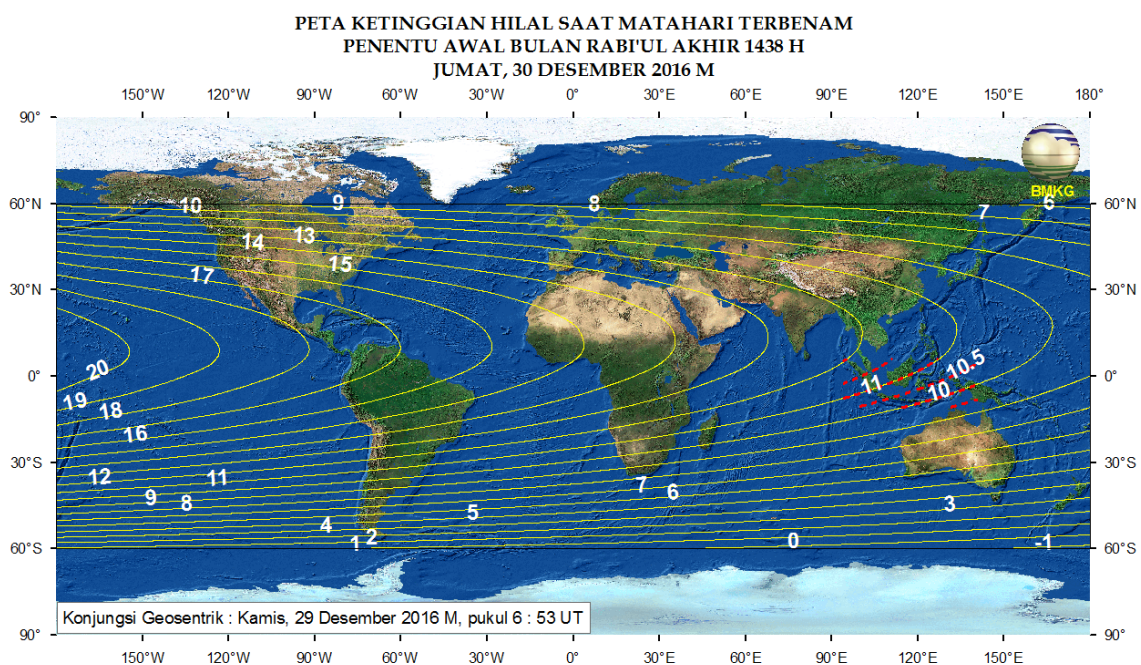 PETA KETINGGIAN HILAL SAAT MATAHARI TERBENAM
PENENTU AWAL BULAN RABI'UL AKHIR 1438 H
JUMAT, 30 DESEMBER 2016 M
150°W 120°W 90°W 60°W 30°W 0° 30°E 60°E 90°E 120°E 150°E 180°
90° 90°
BMKG
60°N 10 9 8 7 6 60°N
14 13
15
17
30°N 30°N
20 0° 11 10 10.5 0°
19 18
16
30°S 30°S
12 11 7 6
9 8 3
5
4
1 2 0 -1
60°S 60°S
Konjungsi Geosentrik : Kamis, 29 Desember 2016 M, pukul 6 : 53 UT
90° 90°
150°W 120°W 90°W 60°W 30°W 0° 30°E 60°E 90°E 120°E 150°E 180°